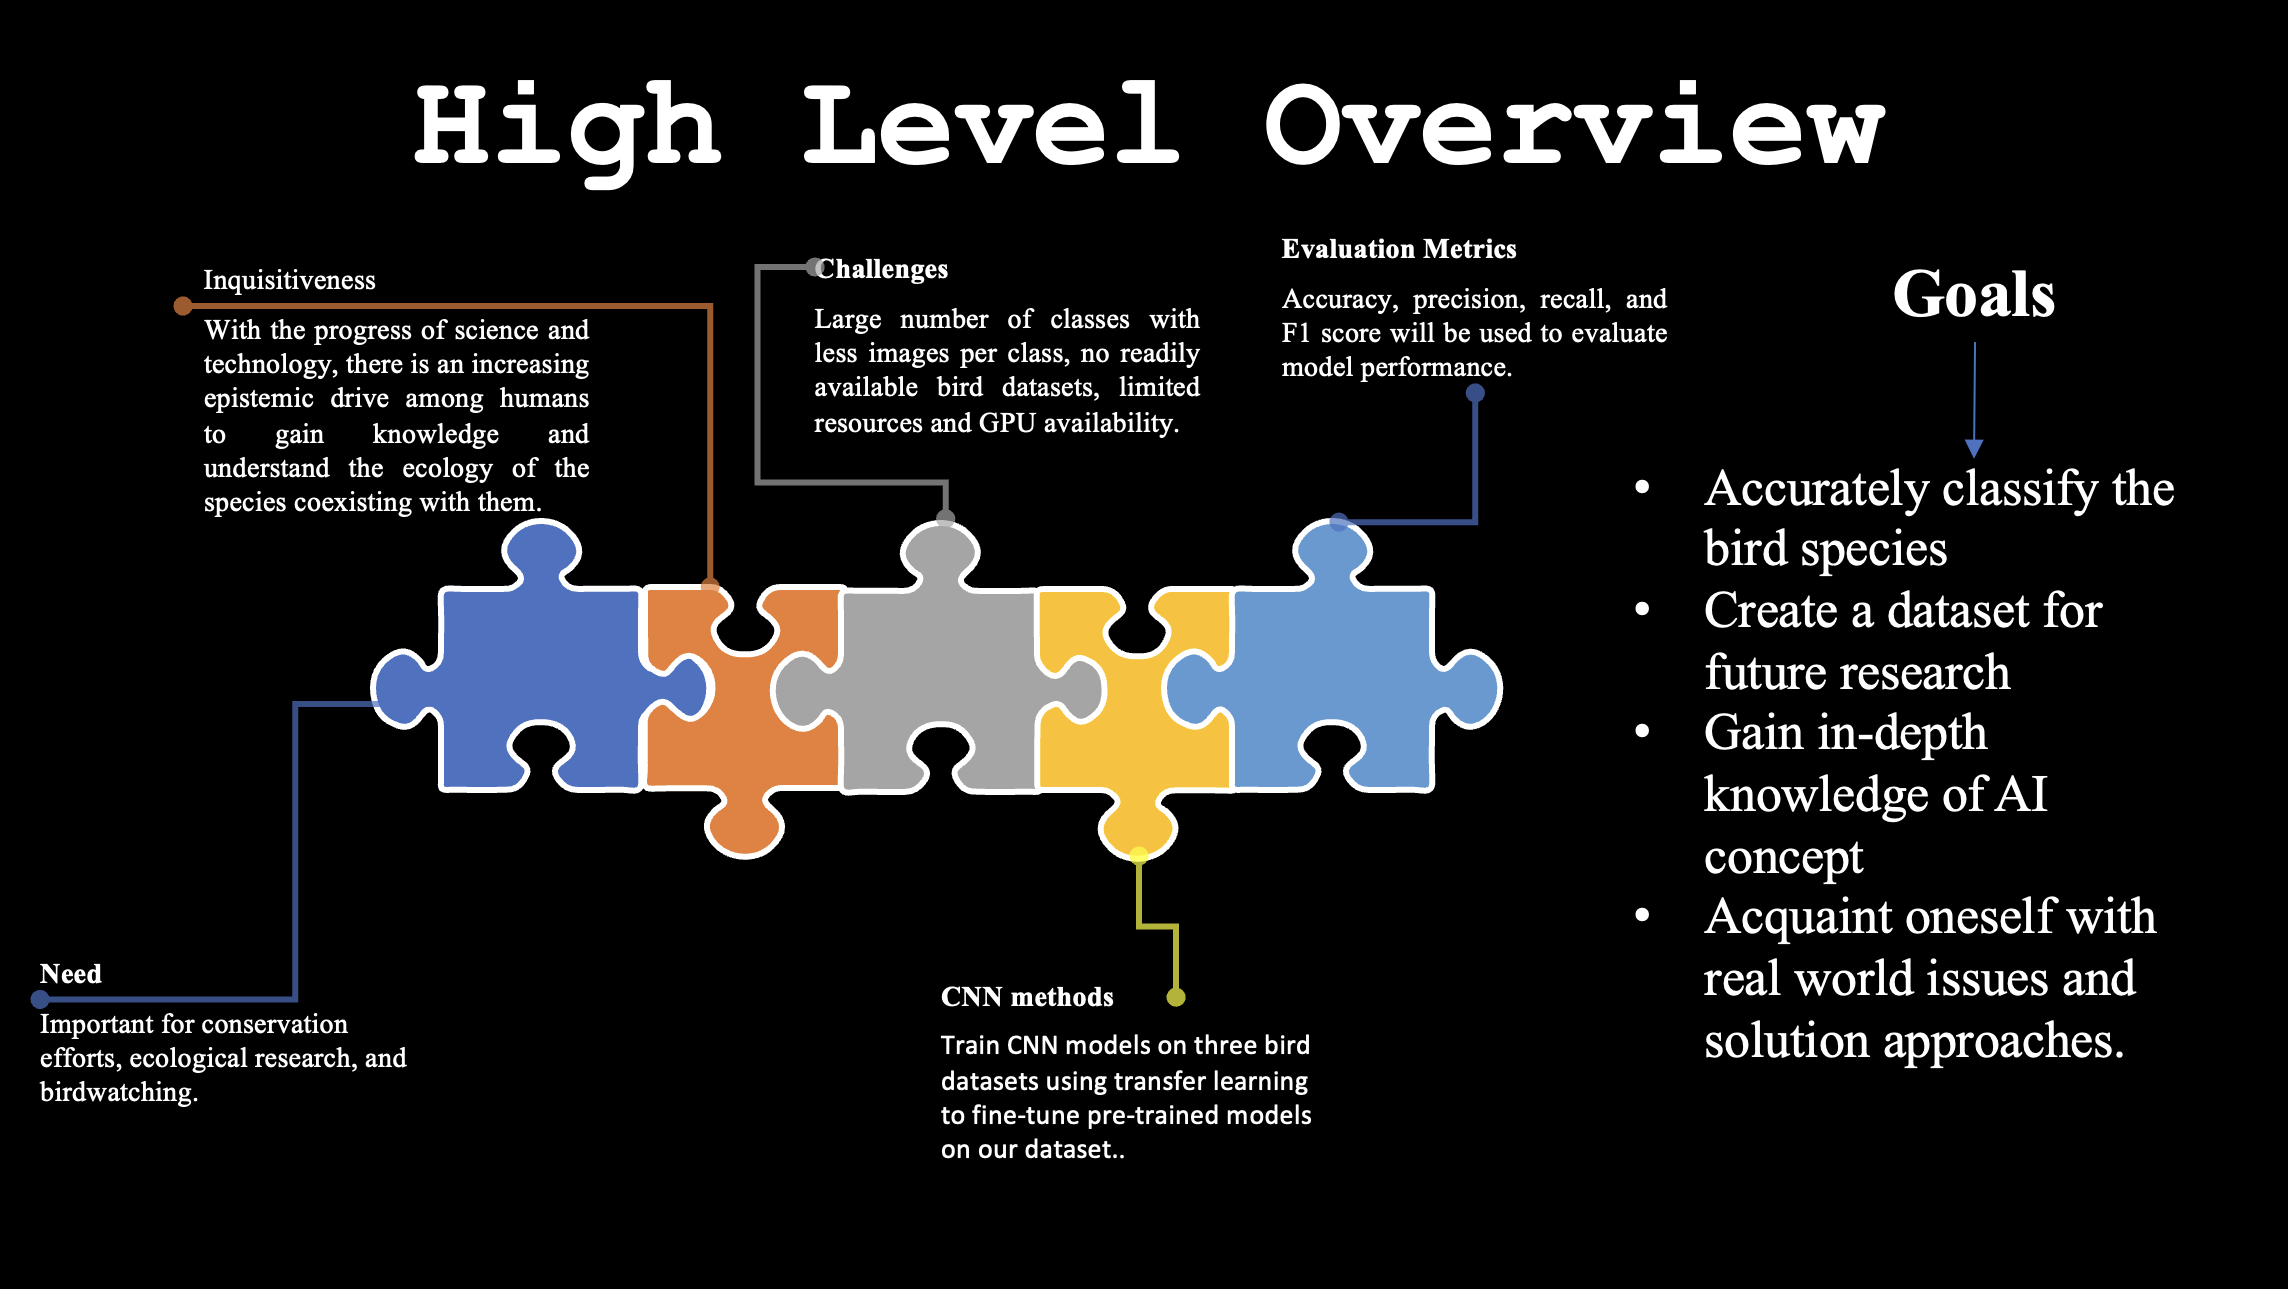 High Level Overview
Inquisitiveness
With the progress of science and
technology, there is an increasing
epistemic drive among humans
to gain knowledge and
understand the ecology of the
species coexisting with them.
Challenges
Large number of classes with
less images per class, no readily
available bird datasets, limited
resources and GPU availability.
Evaluation Metrics
Accuracy, precision, recall, and
F1 score will be used to evaluate
model performance.
Need
Important for conservation
efforts, ecological research, and
birdwatching.
CNN methods
Train CNN models on three bird
datasets using transfer learning
to fine-tune pre-trained models
on our dataset..
Goals
• Accurately classify the
bird species
• Create a dataset for
future research
• Gain in-depth
knowledge of AI
concept
• Acquaint oneself with
real world issues and
solution approaches.